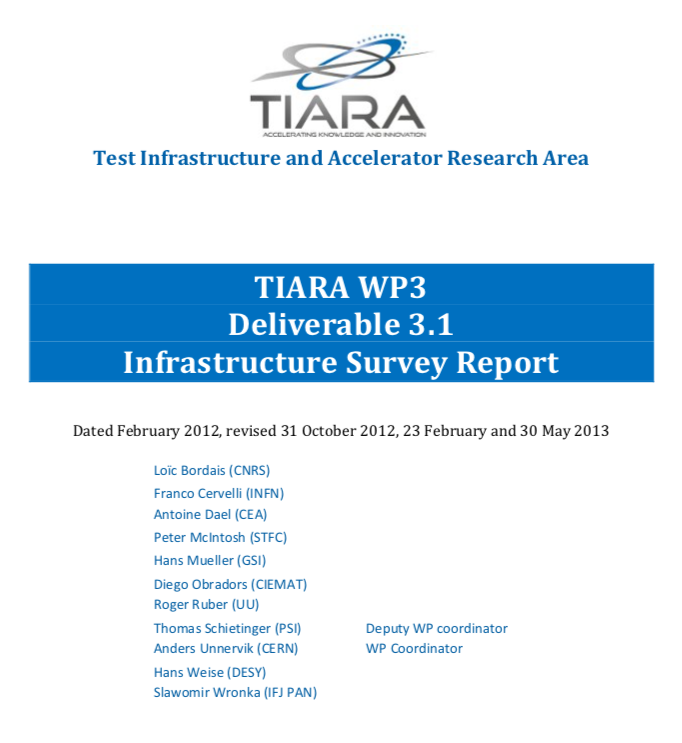 TIARA
ACCELERATING KNOWLEDGE AND INNOVATION
Test Infrastructure and Accelerator Research Area
TIARA WP3
Deliverable 3.1
Infrastructure Survey Report
Dated February 2012, revised 31 October 2012, 23 February and 30 May 2013
Loïc Bordais (CNRS)
Franco Cervelli (INFN)
Antoine Dael (CEA)
Peter McIntosh (STFC)
Hans Mueller (GSI)
Diego Obradors (CIEMAT)
Roger Ruber (UU)
Thomas Schietinger (PSI) Deputy WP coordinator
Anders Unnervik (CERN) WP Coordinator
Hans Weise (DESY)
Slawomir Wronka (IFJ PAN)